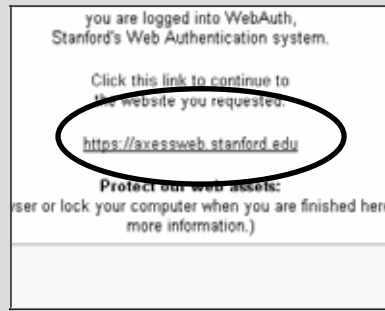 you are logged into WebAuth,
Stanford's Web Authentication system.
Click this link to continue to
the website you requested:
https://axessweb.stanford.edu
Protect our web assets:
ser or lock your computer when you are finished here
more information.)